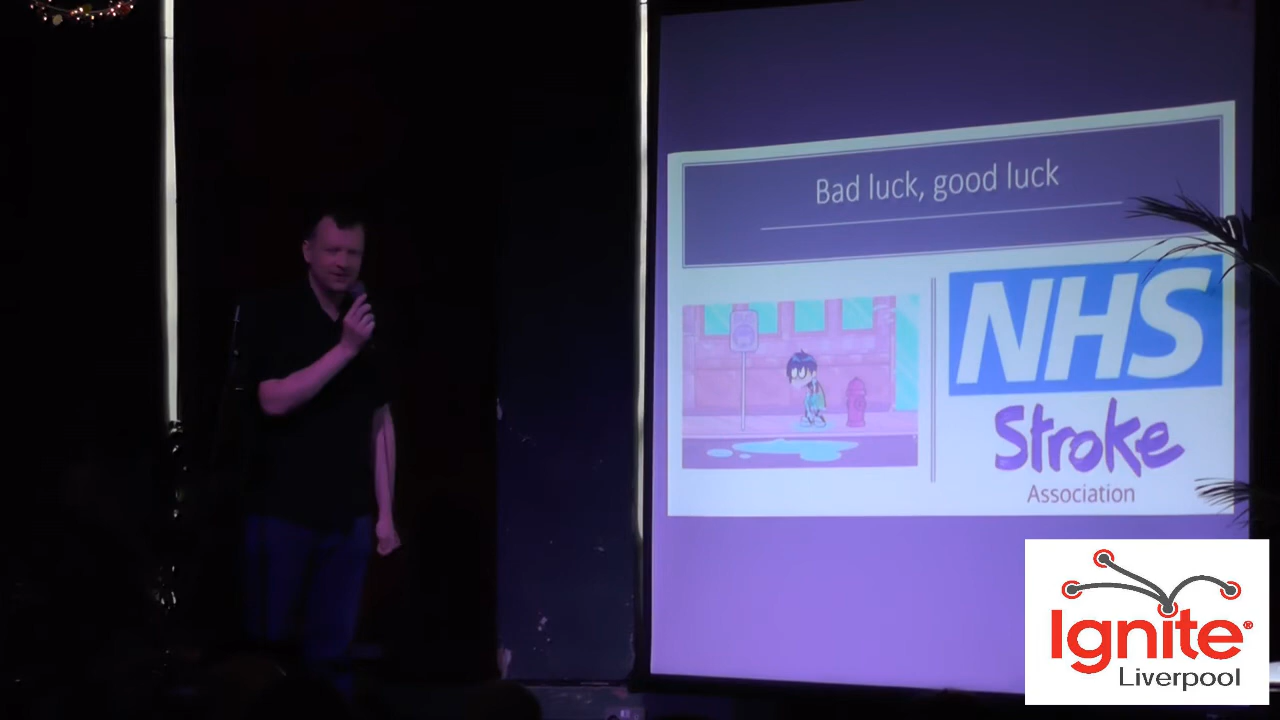 Bad luck, good luck
NHS
Stroke
Association
Ignite®
Liverpool